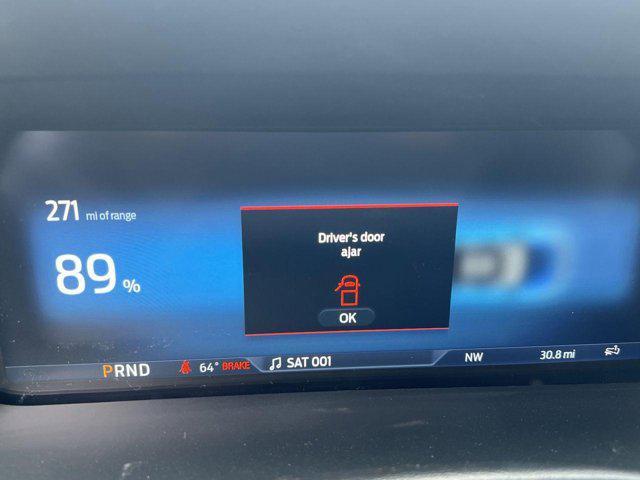 271 mi of range
89 %
Driver's door
ajar
OK
PRND 64° BRAKE SAT 001 NW 30.8 mi